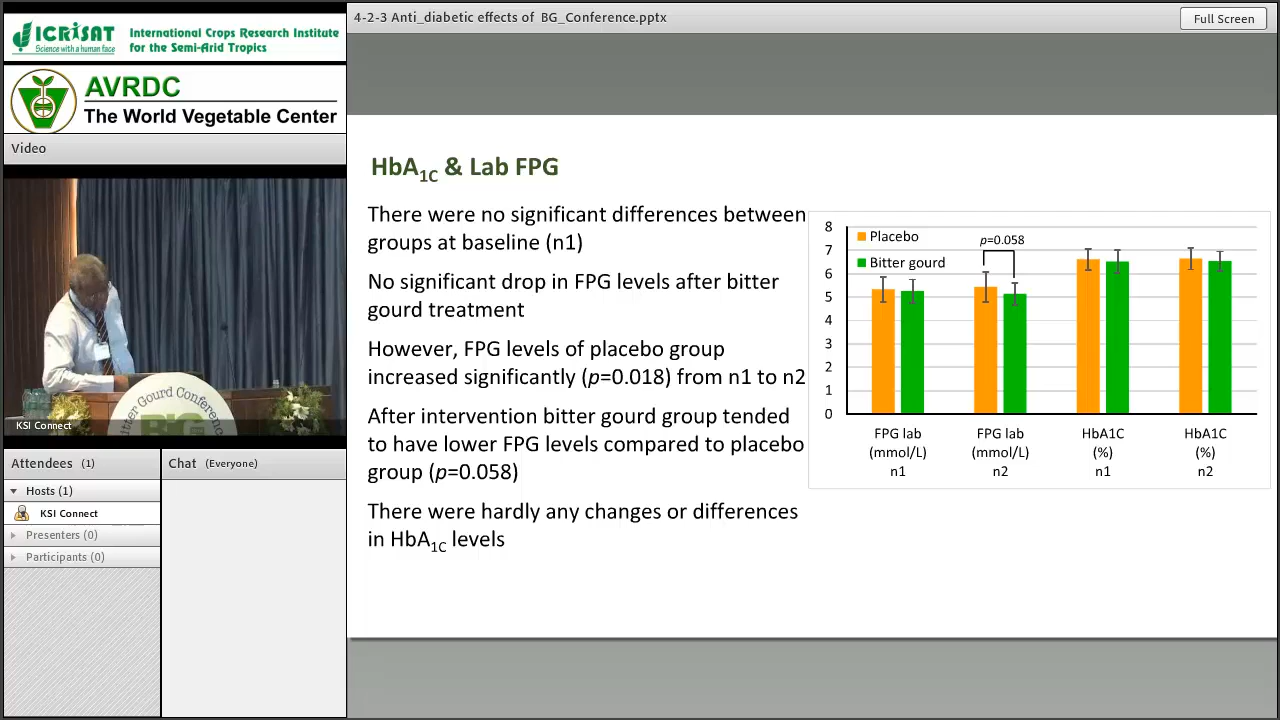 ICRISAT
Science with a human face
International Crops Research Institute
for the Semi-Arid Tropics
AVRDC
The World Vegetable Center
Video
Bitter Gourd Conference
BiG
KSI Connect
Attendees (1)
Hosts (1)
KSI Connect
Presenters (0)
Participants (0)
Chat (Everyone)
4-2-3 Anti_diabetic effects of BG_Conference.pptx
Full Screen
HbA1C & Lab FPG
There were no significant differences between
groups at baseline (n1)
No significant drop in FPG levels after bitter
gourd treatment
However, FPG levels of placebo group
increased significantly (p=0.018) from n1 to n2
After intervention bitter gourd group tended
to have lower FPG levels compared to placebo
group (p=0.058)
There were hardly any changes or differences
in HbA1C levels
8
7
6
5
4
3
2
1
0
Placebo
Bitter gourd
p=0.058
FPG lab
(mmol/L)
n1
FPG lab
(mmol/L)
n2
HbA1C
(%)
n1
HbA1C
(%)
n2